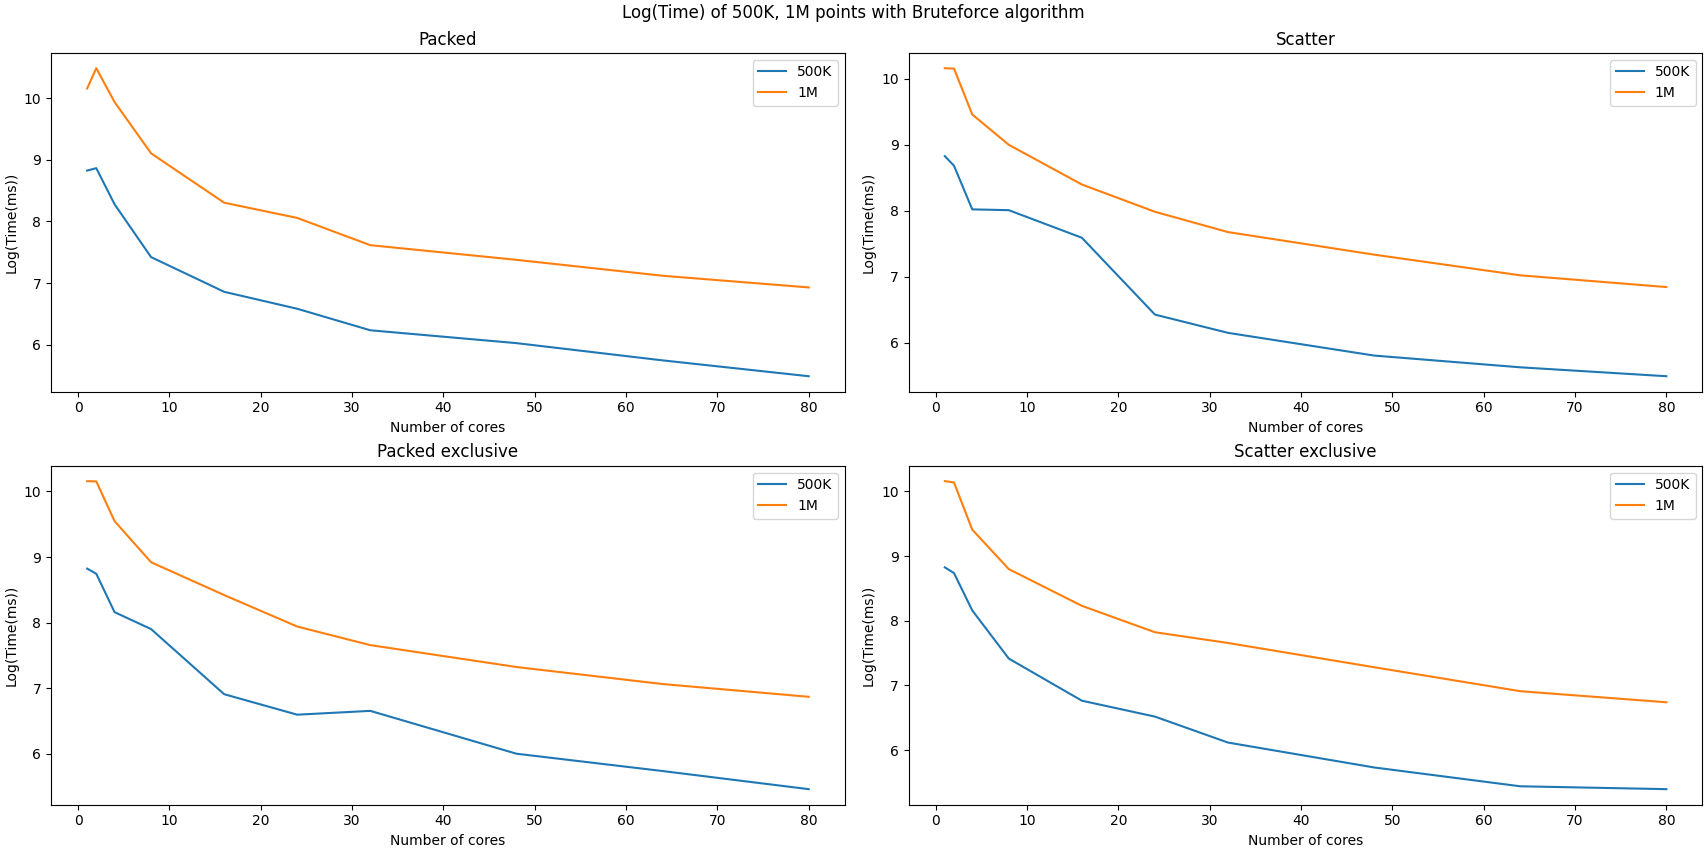 Log(Time) of 500K, 1M points with Bruteforce algorithm
Packed
500K
1M
Log(Time(ms))
10
9
8
7
6
0 10 20 30 40 50 60 70 80
Number of cores
Scatter
500K
1M
Log(Time(ms))
10
9
8
7
6
0 10 20 30 40 50 60 70 80
Number of cores
Packed exclusive
500K
1M
Log(Time(ms))
10
9
8
7
6
0 10 20 30 40 50 60 70 80
Number of cores
Scatter exclusive
500K
1M
Log(Time(ms))
10
9
8
7
6
0 10 20 30 40 50 60 70 80
Number of cores